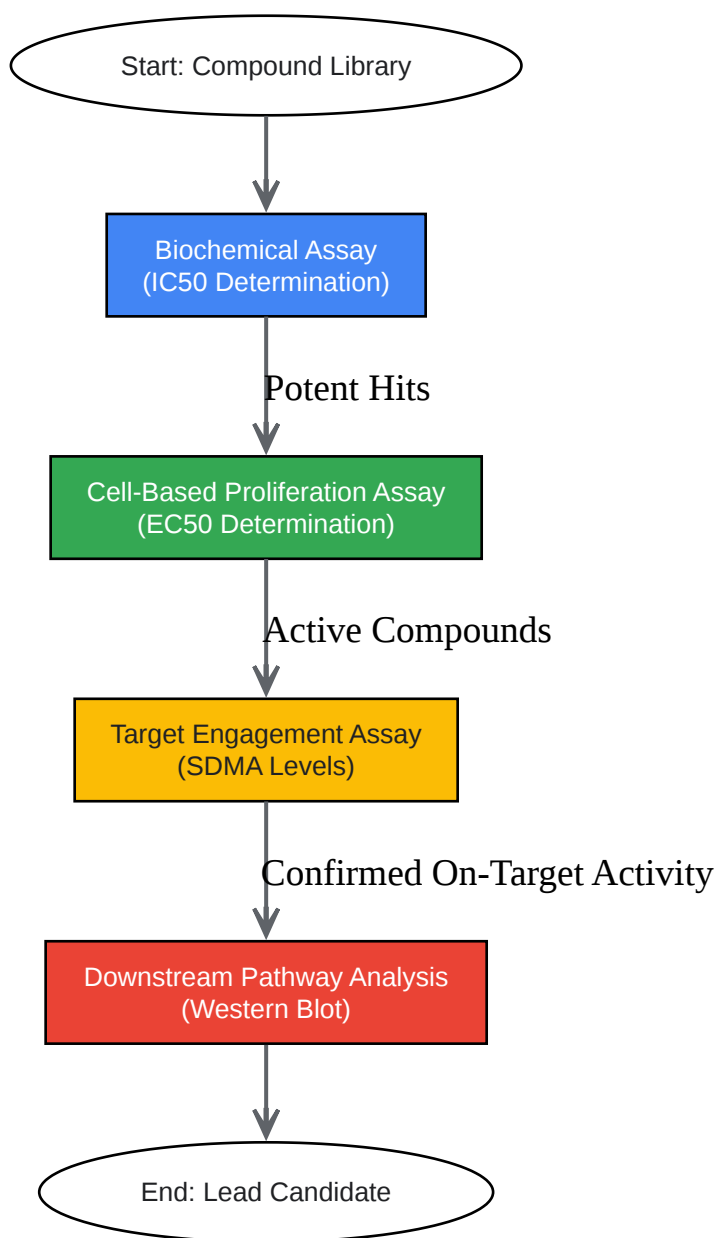 Start: Compound Library
Biochemical Assay
(IC50 Determination)
Potent Hits
Cell-Based Proliferation Assay
(EC50 Determination)
Active Compounds
Target Engagement Assay
(SDMA Levels)
Confirmed On-Target Activity
Downstream Pathway Analysis
(Western Blot)
End: Lead Candidate